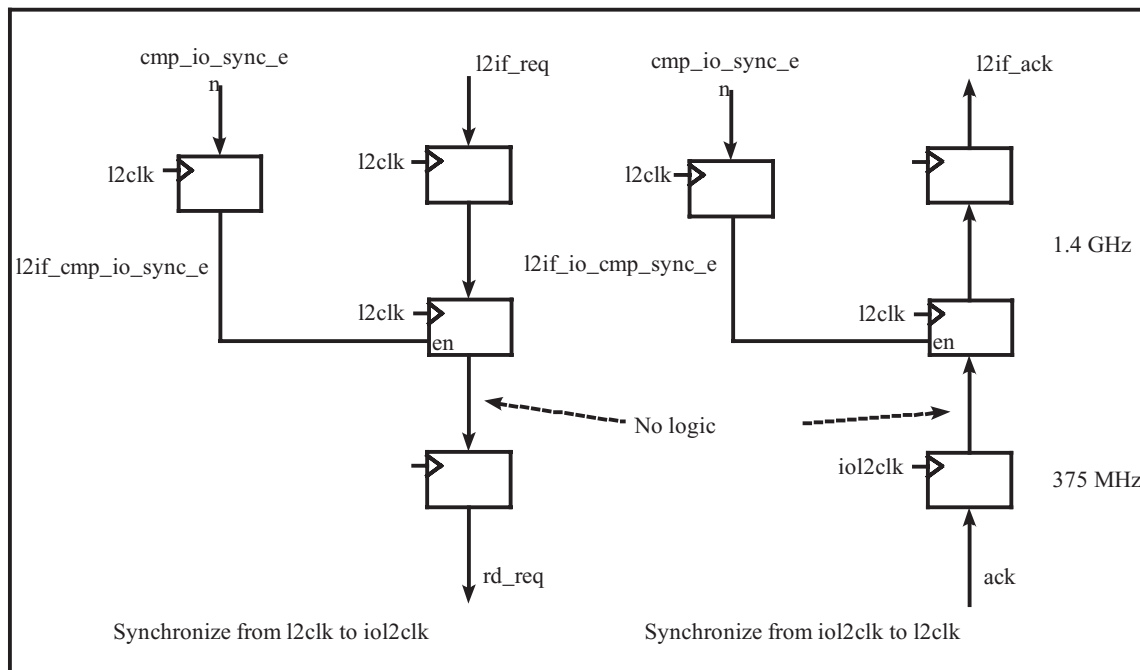 cmp_io_sync_e
n
l2if_req
l2clk
l2clk
l2if_cmp_io_sync_e
l2clk
en
rd_req
Synchronize from l2clk to iol2clk
No logic
cmp_io_sync_e
n
l2if_ack
l2clk
l2if_io_cmp_sync_e
1.4 GHz
l2clk
en
iol2clk
375 MHz
ack
Synchronize from iol2clk to l2clk